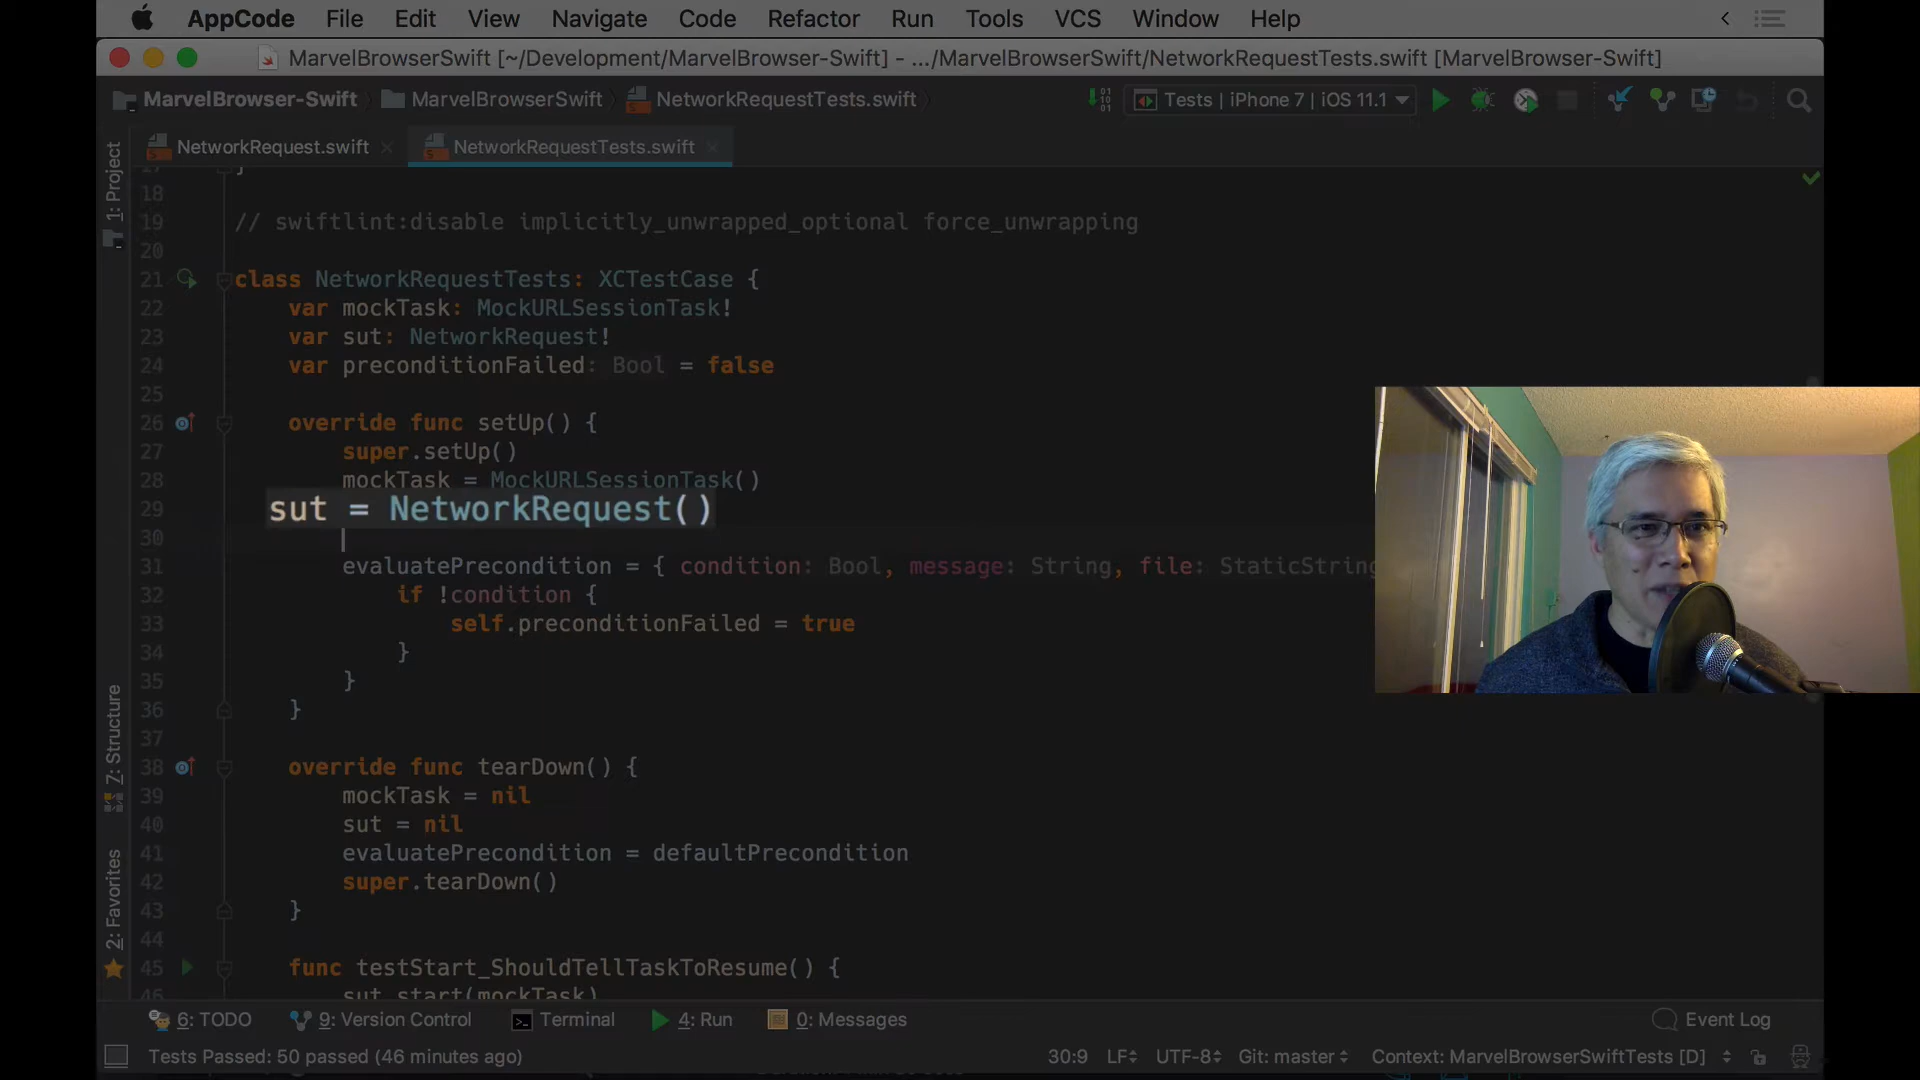 AppCode File Edit View Navigate Code Refactor Run Tools VCS Window Help
MarvelBrowserSwift [~/Development/MarvelBrowser-Swift] - .../MarvelBrowserSwift/NetworkRequestTests.swift [MarvelBrowser-Swift]
MarvelBrowser-Swift MarvelBrowserSwift NetworkRequestTests.swift Tests | iPhone 7 | iOS 11.1
NetworkRequest.swift NetworkRequestTests.swift
1: Project
18
19 // swiftlint:disable implicitly_unwrapped_optional force_unwrapping
20
21 class NetworkRequestTests: XCTestCase {
22 var mockTask: MockURLSessionTask!
23 var sut: NetworkRequest!
24 var preconditionFailed: Bool = false
25
26 override func setUp() {
27 super.setUp()
28 mockTask = MockURLSessionTask()
29 sut = NetworkRequest()
30
31 evaluatePrecondition = { condition: Bool, message: String, file: StaticString
32 if !condition {
33 self.preconditionFailed = true
34 }
35 }
36 }
37
38 override func tearDown() {
39 mockTask = nil
40 sut = nil
41 evaluatePrecondition = defaultPrecondition
42 super.tearDown()
43 }
44
45 func testStart_ShouldTellTaskToResume() {
46 sut.start(mockTask)
7: Structure
2: Favorites
6: TODO 9: Version Control Terminal 4: Run 0: Messages Event Log
Tests Passed: 50 passed (46 minutes ago) 30:9 LF UTF-8 Git: master Context: MarvelBrowserSwiftTests [D]